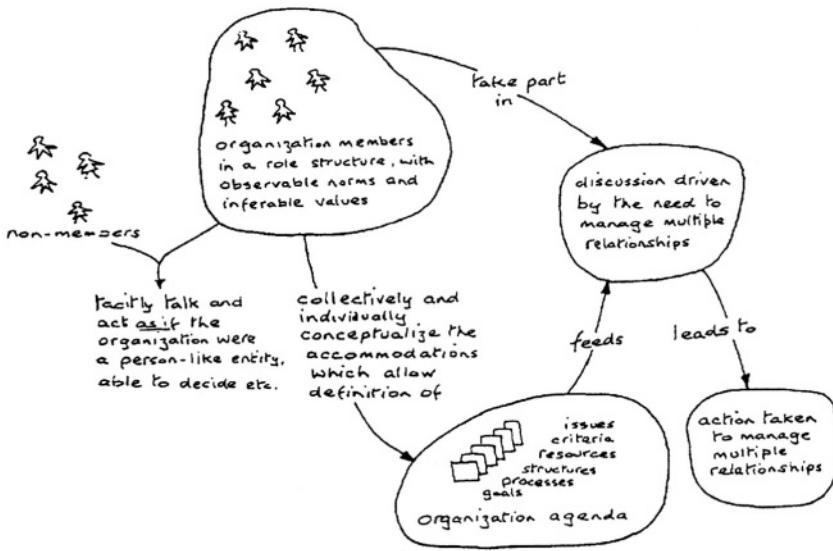 organization members
in a role structure, with
observable norms and
inferable values
non-members
take part
in
discussion driven
by the need to
manage multiple
relationships
tacitly talk and
act as if the
organization were
a person-like entity,
able to decide etc.
collectively and
individually
conceptualize the
accommodations
which allow
definition of
feeds
leads to
issues
criteria
resources
structures
processes
goals
organization agenda
action taken
to manage
multiple
relationships